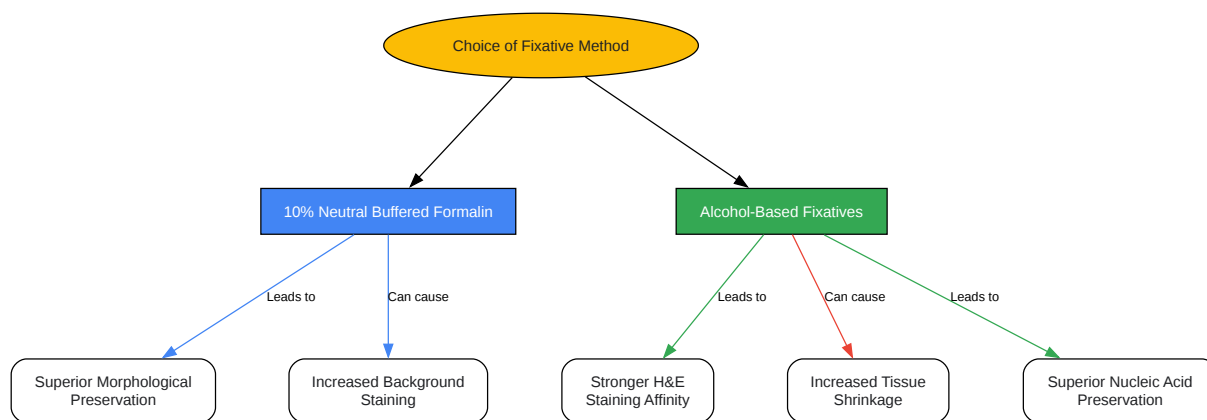 Choice of Fixative Method
10% Neutral Buffered Formalin
Alcohol-Based Fixatives
Leads to
Can cause
Leads to
Can cause
Leads to
Superior Morphological
Preservation
Increased Background
Staining
Stronger H&E
Staining Affinity
Increased Tissue
Shrinkage
Superior Nucleic Acid
Preservation